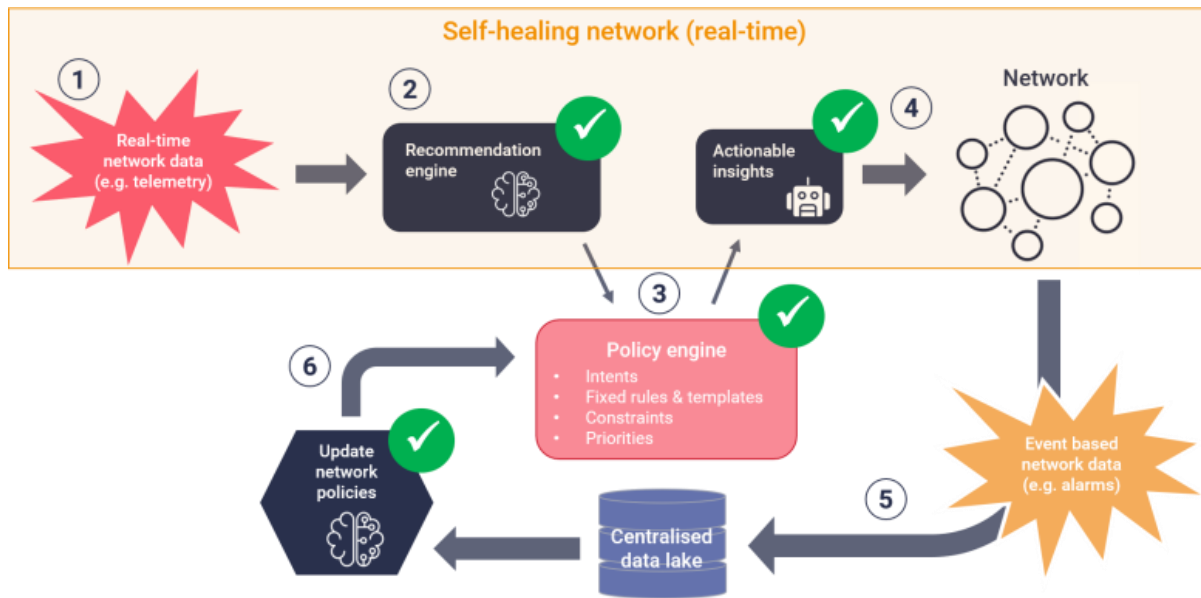 Self-healing network (real-time)
1
Real-time
network data
(e.g. telemetry)
2
Recommendation
engine
Actionable
insights
4
Network
3
Policy engine
• Intents
• Fixed rules & templates
• Constraints
• Priorities
6
Update
network
policies
Centralised
data lake
5
Event based
network data
(e.g. alarms)